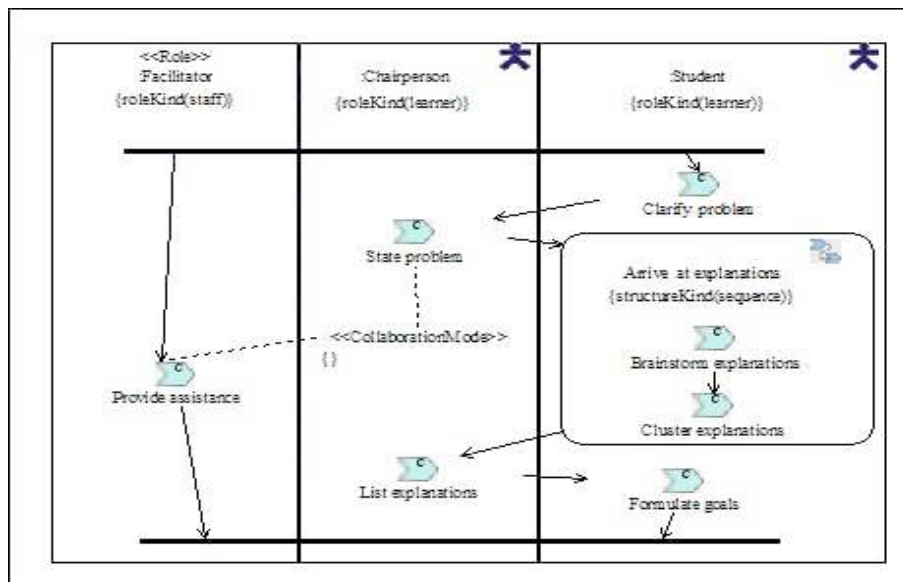 <<Role>>
:Facilitator
{roleKind(staff)}
:Chairperson
{roleKind(learner)}
:Student
{roleKind(learner)}
C
Clarify problem
C
State problem
Arrive at explanations
{structureKind(sequence)}
<<CollaborationMode>>
{}
C
Brainstorm explanations
C
Provide assistance
C
Cluster explanations
C
List explanations
C
Formulate goals